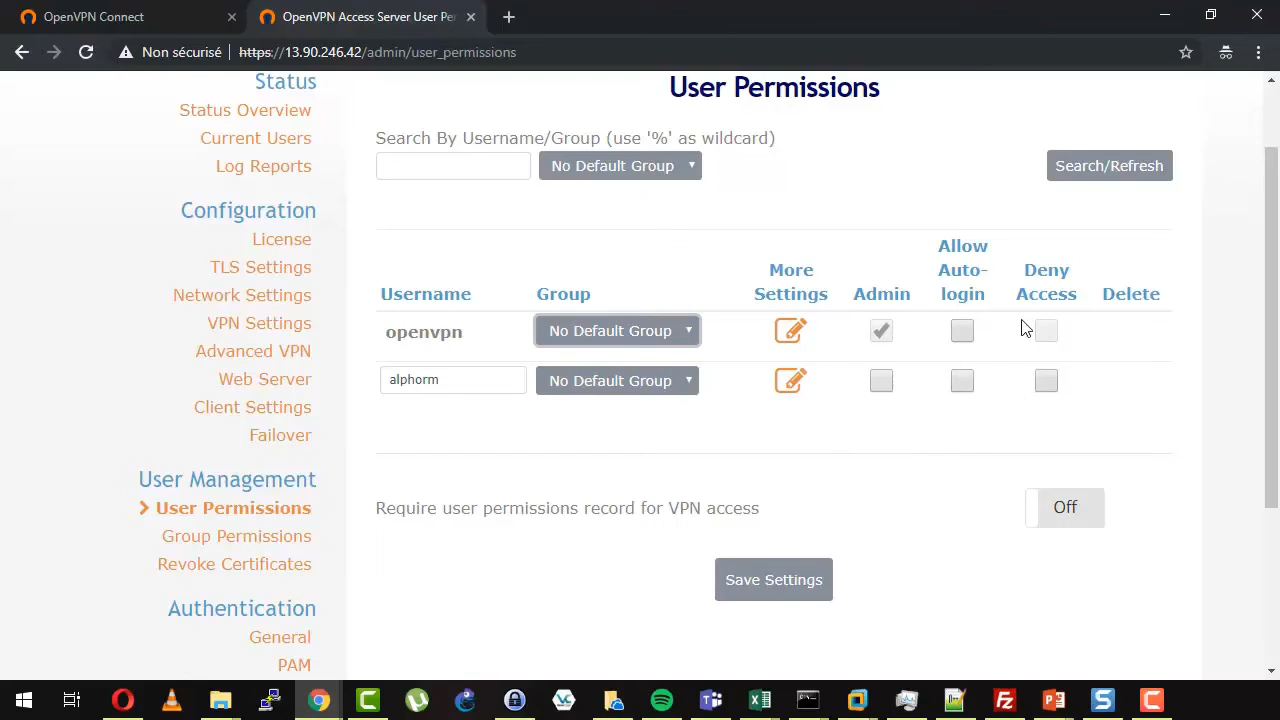 OpenVPN Connect
OpenVPN Access Server User Per
Non sécurisé
https://13.90.246.42/admin/user_permissions
Status
Status Overview
Current Users
Log Reports
Configuration
License
TLS Settings
Network Settings
VPN Settings
Advanced VPN
Web Server
Client Settings
Failover
User Management
User Permissions
Group Permissions
Revoke Certificates
Authentication
General
PAM
User Permissions
Search By Username/Group (use '%' as wildcard)
No Default Group
Search/Refresh
Username Group More Settings Admin Allow Auto-login Deny Access Delete
openvpn No Default Group
alphorm No Default Group
Require user permissions record for VPN access Off
Save Settings